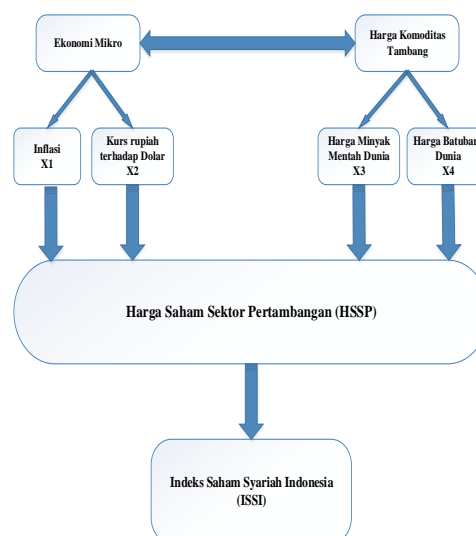 Ekonomi Mikro
Harga Komoditas
Tambang
Inflasi
X1
Kurs rupiah
terhadap Dolar
X2
Harga Minyak
Mentah Dunia
X3
Harga Batubar
Dunia
X4
Harga Saham Sektor Pertambangan (HSSP)
Indeks Saham Syariah Indonesia
(ISSI)